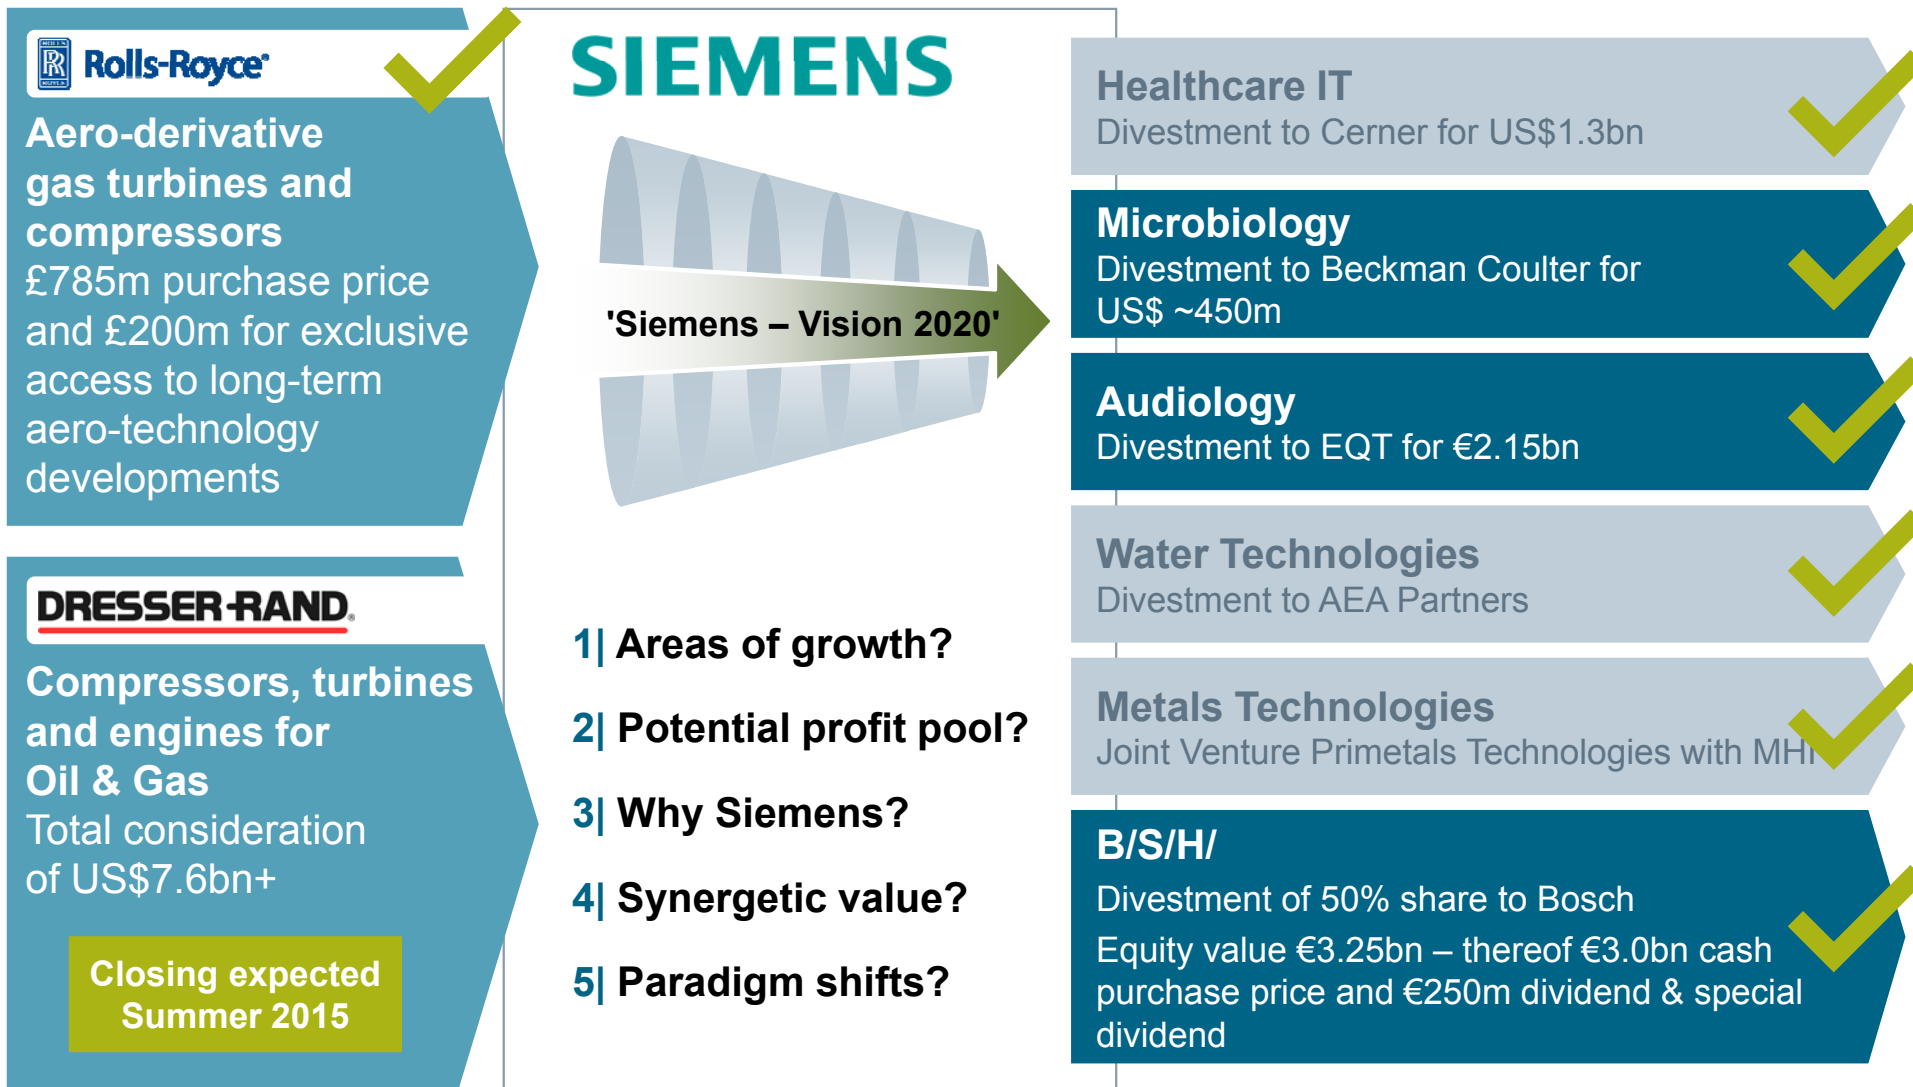 Rolls-Royce®
Aero-derivative
gas turbines and
compressors
£785m purchase price
and £200m for exclusive
access to long-term
aero-technology
developments
DRESSER-RAND®
Compressors, turbines
and engines for
Oil & Gas
Total consideration
of US$7.6bn+
Closing expected
Summer 2015
SIEMENS
'Siemens – Vision 2020'
1| Areas of growth?
2| Potential profit pool?
3| Why Siemens?
4| Synergetic value?
5| Paradigm shifts?
Healthcare IT
Divestment to Cerner for US$1.3bn
Microbiology
Divestment to Beckman Coulter for
US$ ~450m
Audiology
Divestment to EQT for €2.15bn
Water Technologies
Divestment to AEA Partners
Metals Technologies
Joint Venture Primetals Technologies with MHI
B/S/H/
Divestment of 50% share to Bosch
Equity value €3.25bn – thereof €3.0bn cash
purchase price and €250m dividend & special
dividend